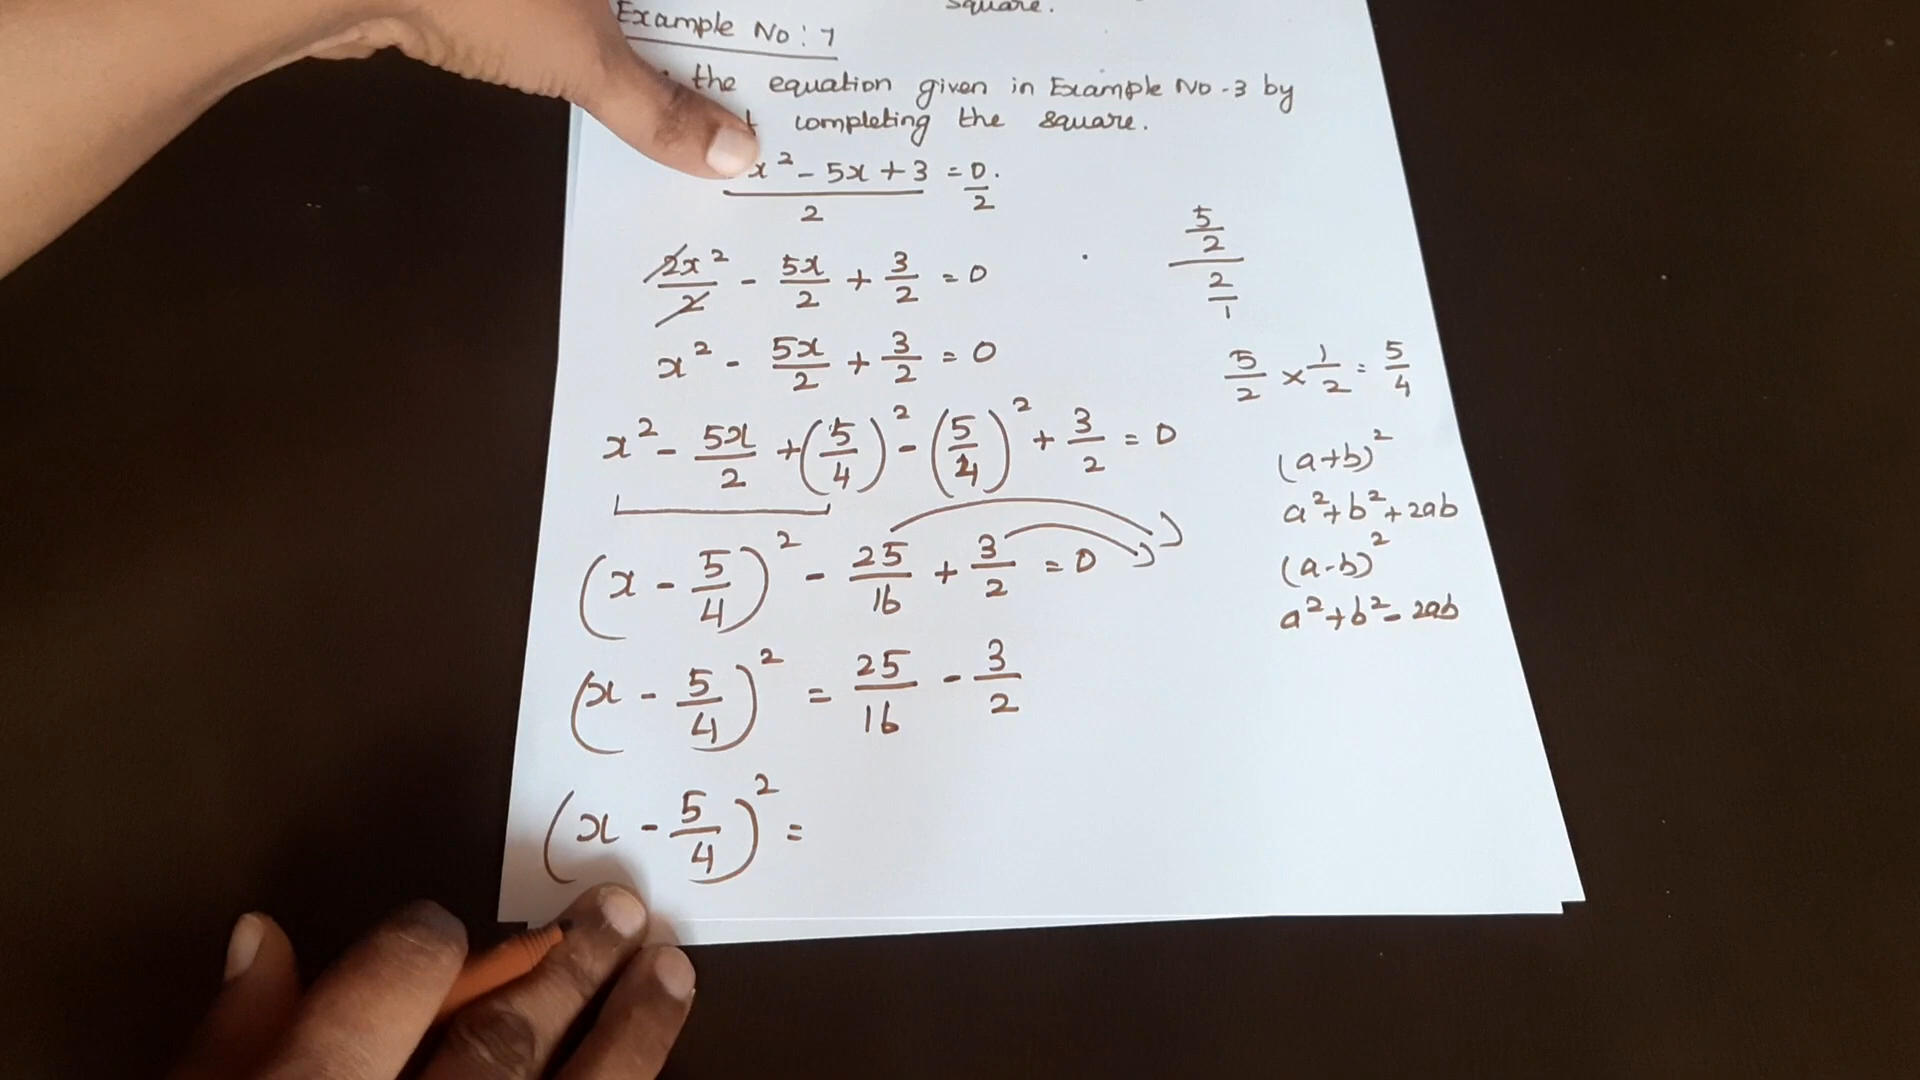 square.
Example No: 7
the equation given in Example No-3 by
completing the square.
x² - 5x + 3 / 2 = 0. / 2
2x²/2 - 5x/2 + 3/2 = 0
x² - 5x/2 + 3/2 = 0
x² - 5x/2 + (5/4)² - (5/4)² + 3/2 = 0
(x - 5/4)² - 25/16 + 3/2 = 0
(x - 5/4)² = 25/16 - 3/2
(x - 5/4)² =
5/2
2/1
5/2 × 1/2 = 5/4
(a+b)²
a²+b²+2ab
(a-b)²
a²+b²-2ab